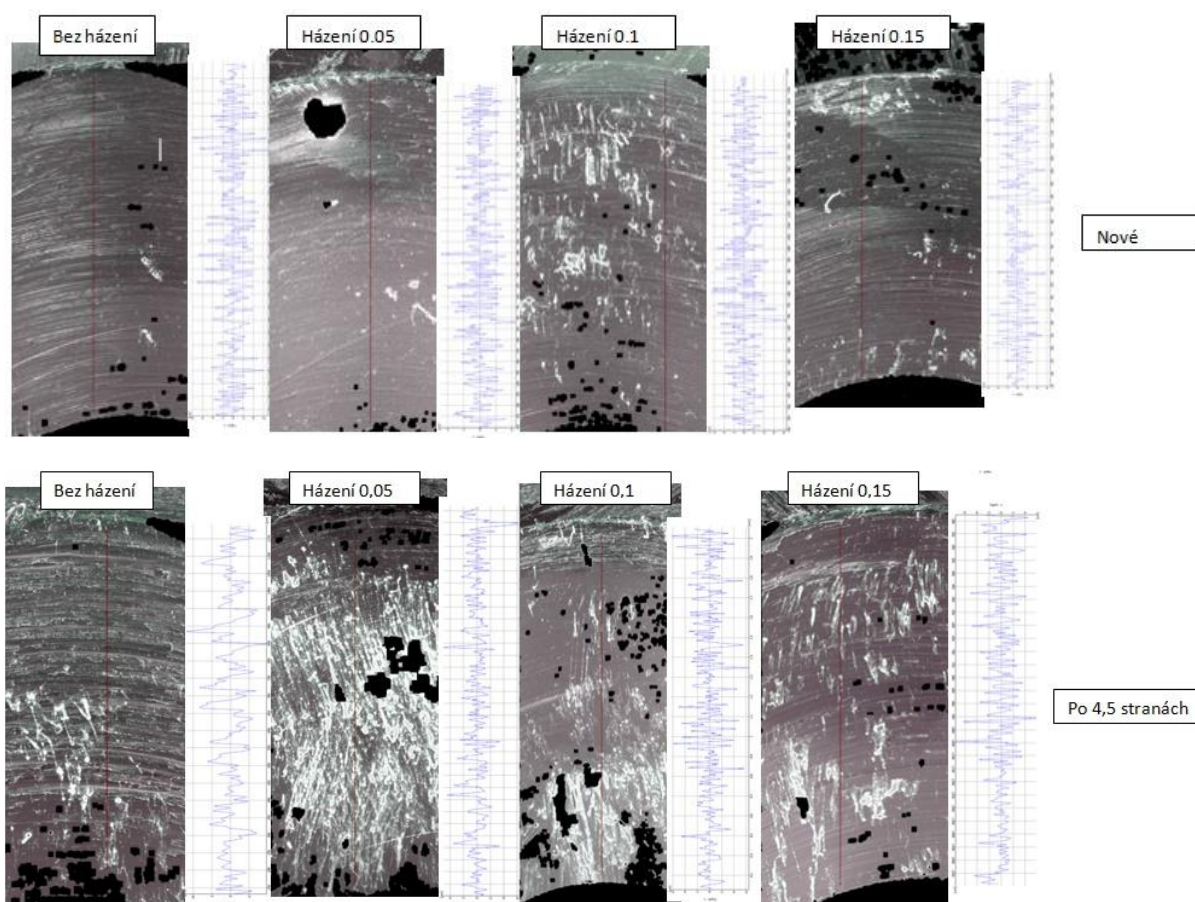 Bez házení
Házení 0.05
Házení 0.1
Házení 0.15
Nové
Bez házení
Házení 0,05
Házení 0,1
Házení 0,15
Po 4,5 stranách